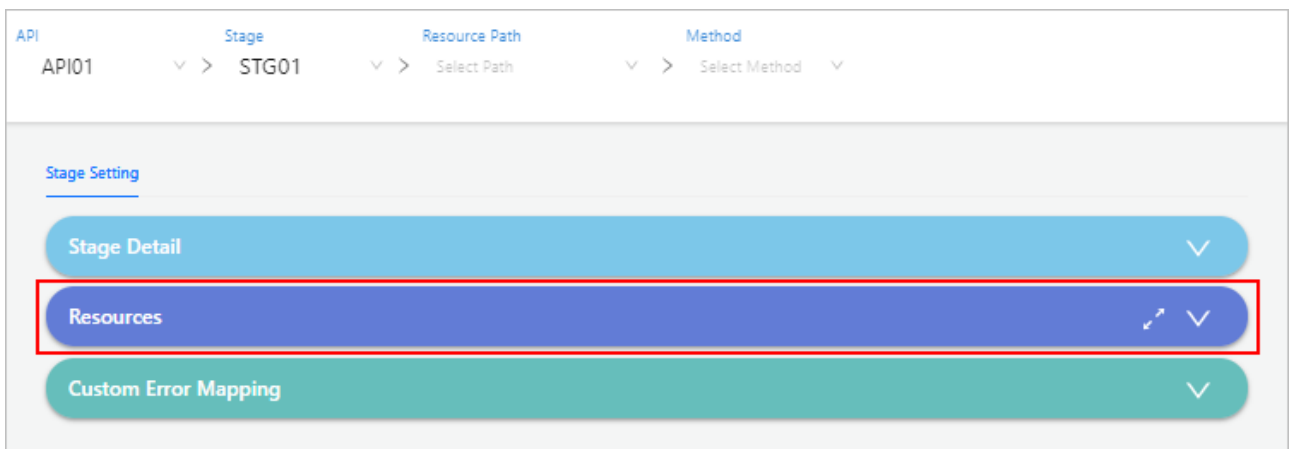 API Stage Resource Path Method
API01 > STG01 > Select Path > Select Method
Stage Setting
Stage Detail
Resources
Custom Error Mapping